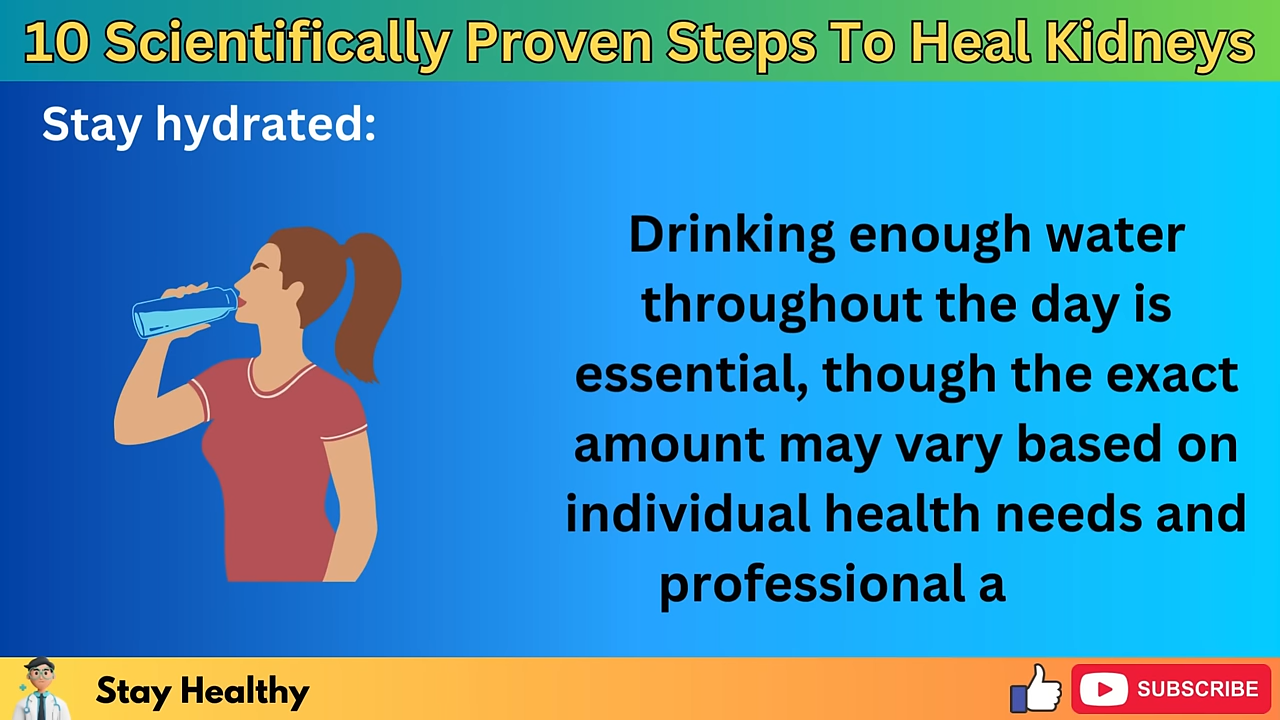 10 Scientifically Proven Steps To Heal Kidneys
Stay hydrated:
Drinking enough water
throughout the day is
essential, though the exact
amount may vary based on
individual health needs and
professional a
Stay Healthy
SUBSCRIBE